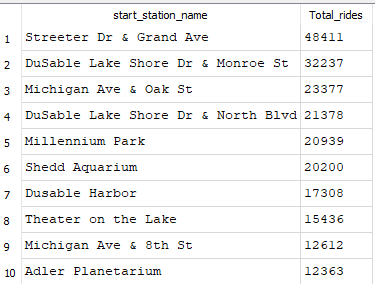 start_station_name Total_rides
1 Streeter Dr & Grand Ave 48411
2 DuSable Lake Shore Dr & Monroe St 32237
3 Michigan Ave & Oak St 23377
4 DuSable Lake Shore Dr & North Blvd 21378
5 Millennium Park 20939
6 Shedd Aquarium 20200
7 Dusable Harbor 17308
8 Theater on the Lake 15436
9 Michigan Ave & 8th St 12612
10 Adler Planetarium 12363